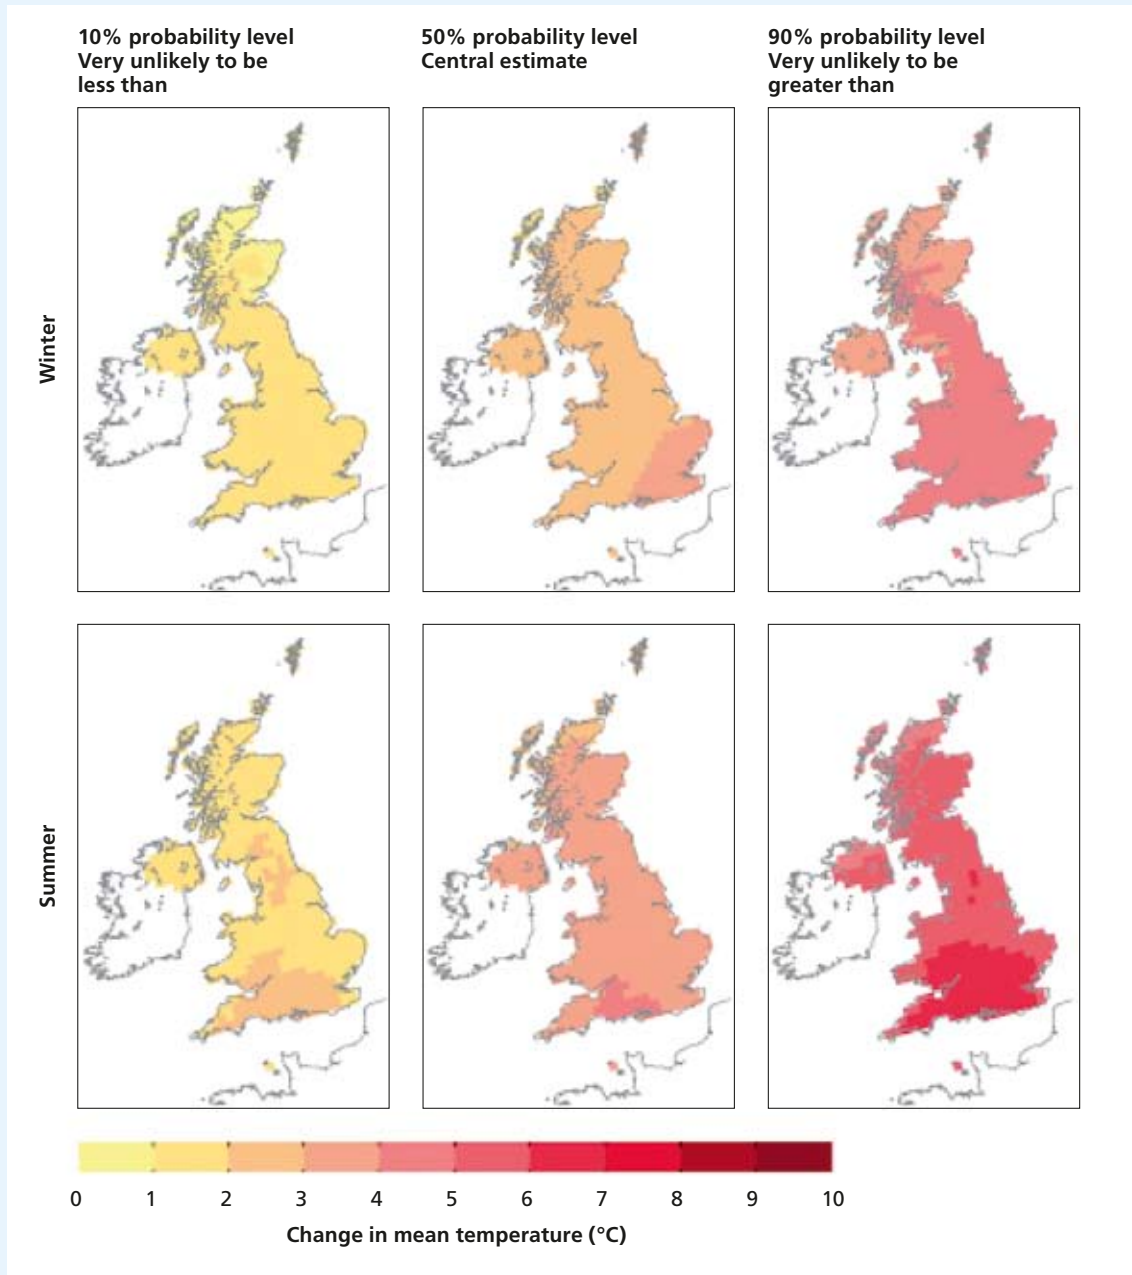 10% probability level
Very unlikely to be
less than
50% probability level
Central estimate
90% probability level
Very unlikely to be
greater than
Winter
Summer
0 1 2 3 4 5 6 7 8 9 10
Change in mean temperature (°C)